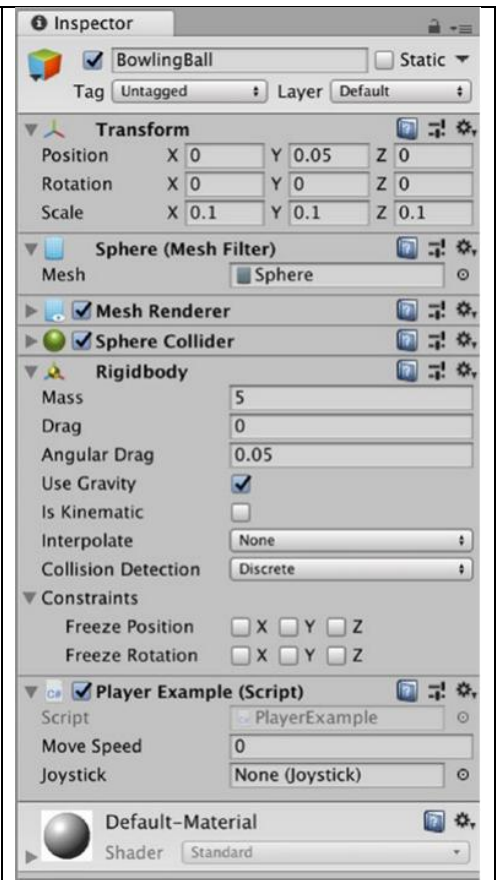 Inspector
BowlingBall Static
Tag Untagged Layer Default
Transform
Position X 0 Y 0.05 Z 0
Rotation X 0 Y 0 Z 0
Scale X 0.1 Y 0.1 Z 0.1
Sphere (Mesh Filter)
Mesh Sphere
Mesh Renderer
Sphere Collider
Rigidbody
Mass 5
Drag 0
Angular Drag 0.05
Use Gravity
Is Kinematic
Interpolate None
Collision Detection Discrete
Constraints
Freeze Position X Y Z
Freeze Rotation X Y Z
C# Player Example (Script)
Script PlayerExample
Move Speed 0
Joystick None (Joystick)
Default-Material
Shader Standard